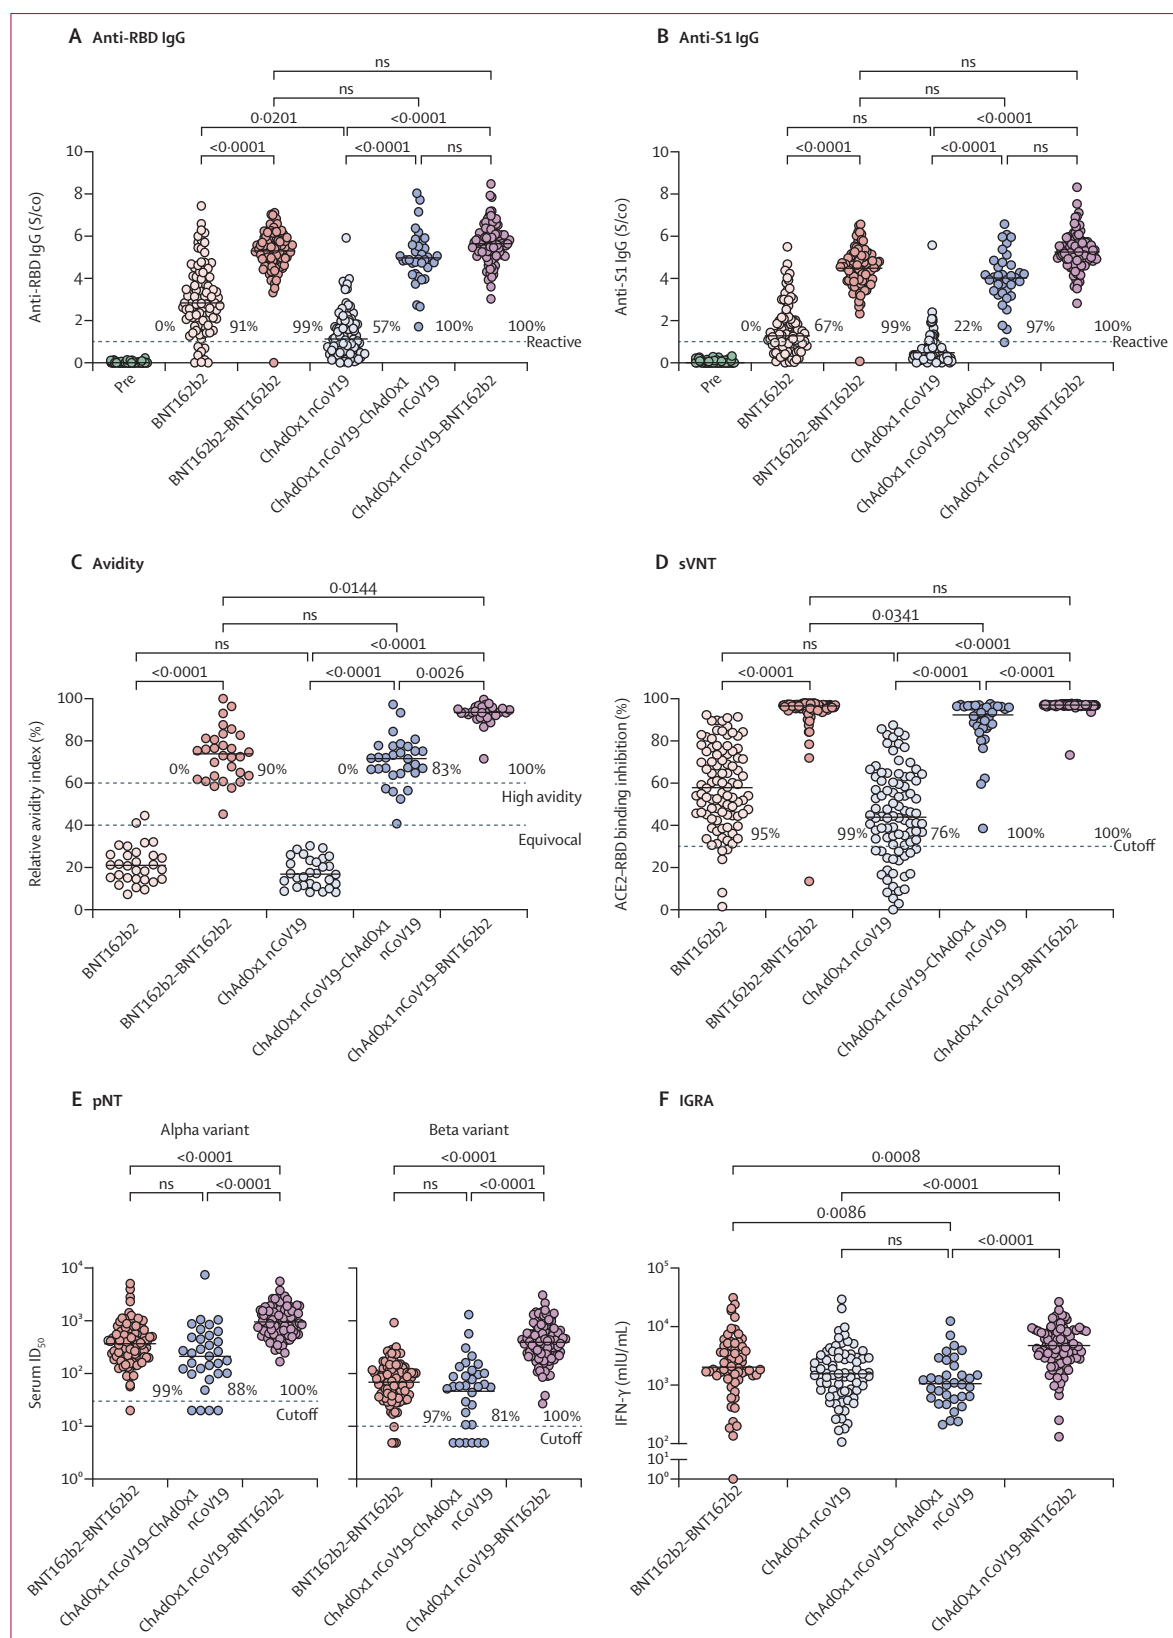 A Anti-RBD IgG
ns
ns
0·0201
<0·0001
<0·0001
<0·0001
ns
Anti-RBD IgG (S/co)
10
8
6
4
2
0
0%
91%
99%
57%
100%
100%
Reactive
Pre
BNT162b2
BNT162b2–BNT162b2
ChAdOx1 nCoV19
ChAdOx1 nCoV19–ChAdOx1
nCoV19
ChAdOx1 nCoV19–BNT162b2
B Anti-S1 IgG
ns
ns
ns
<0·0001
<0·0001
<0·0001
ns
Anti-S1 IgG (S/co)
10
8
6
4
2
0
0%
67%
99%
22%
97%
100%
Reactive
Pre
BNT162b2
BNT162b2–BNT162b2
ChAdOx1 nCoV19
ChAdOx1 nCoV19–ChAdOx1
nCoV19
ChAdOx1 nCoV19–BNT162b2
C Avidity
0·0144
ns
ns
<0·0001
<0·0001
<0·0001
0·0026
Relative avidity index (%)
100
80
60
40
20
0
0%
90%
0%
83%
100%
High avidity
Equivocal
BNT162b2
BNT162b2–BNT162b2
ChAdOx1 nCoV19
ChAdOx1 nCoV19–ChAdOx1
nCoV19
ChAdOx1 nCoV19–BNT162b2
D sVNT
ns
0·0341
ns
<0·0001
<0·0001
<0·0001
<0·0001
ACE2–RBD binding inhibition (%)
100
80
60
40
20
0
95%
99%
76%
100%
100%
Cutoff
BNT162b2
BNT162b2–BNT162b2
ChAdOx1 nCoV19
ChAdOx1 nCoV19–ChAdOx1
nCoV19
ChAdOx1 nCoV19–BNT162b2
E pNT
Alpha variant
<0·0001
ns
<0·0001
Serum ID50
10⁴
10³
10²
10¹
10⁰
99%
88%
100%
Cutoff
BNT162b2–BNT162b2
ChAdOx1 nCoV19–ChAdOx1
nCoV19
ChAdOx1 nCoV19–BNT162b2
Beta variant
<0·0001
ns
<0·0001
97%
81%
100%
Cutoff
BNT162b2–BNT162b2
ChAdOx1 nCoV19–ChAdOx1
nCoV19
ChAdOx1 nCoV19–BNT162b2
F IGRA
0·0008
<0·0001
0·0086
ns
<0·0001
IFN-γ (mIU/mL)
10⁵
10⁴
10³
10²
10¹
10⁰
BNT162b2–BNT162b2
ChAdOx1 nCoV19
ChAdOx1 nCoV19–ChAdOx1
nCoV19
ChAdOx1 nCoV19–BNT162b2